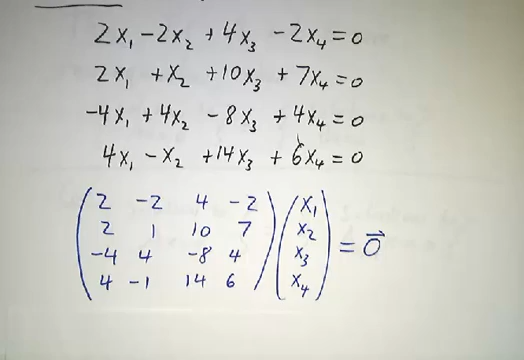 2x₁ - 2x₂ + 4x₃ - 2x₄ = 0
2x₁ + x₂ + 10x₃ + 7x₄ = 0
-4x₁ + 4x₂ - 8x₃ + 4x₄ = 0
4x₁ - x₂ + 14x₃ + 6x₄ = 0
( 2 -2 4 -2 ) ( x₁ )
( 2 1 10 7 ) ( x₂ )
( -4 4 -8 4 ) ( x₃ ) = 0⃗
( 4 -1 14 6 ) ( x₄ )